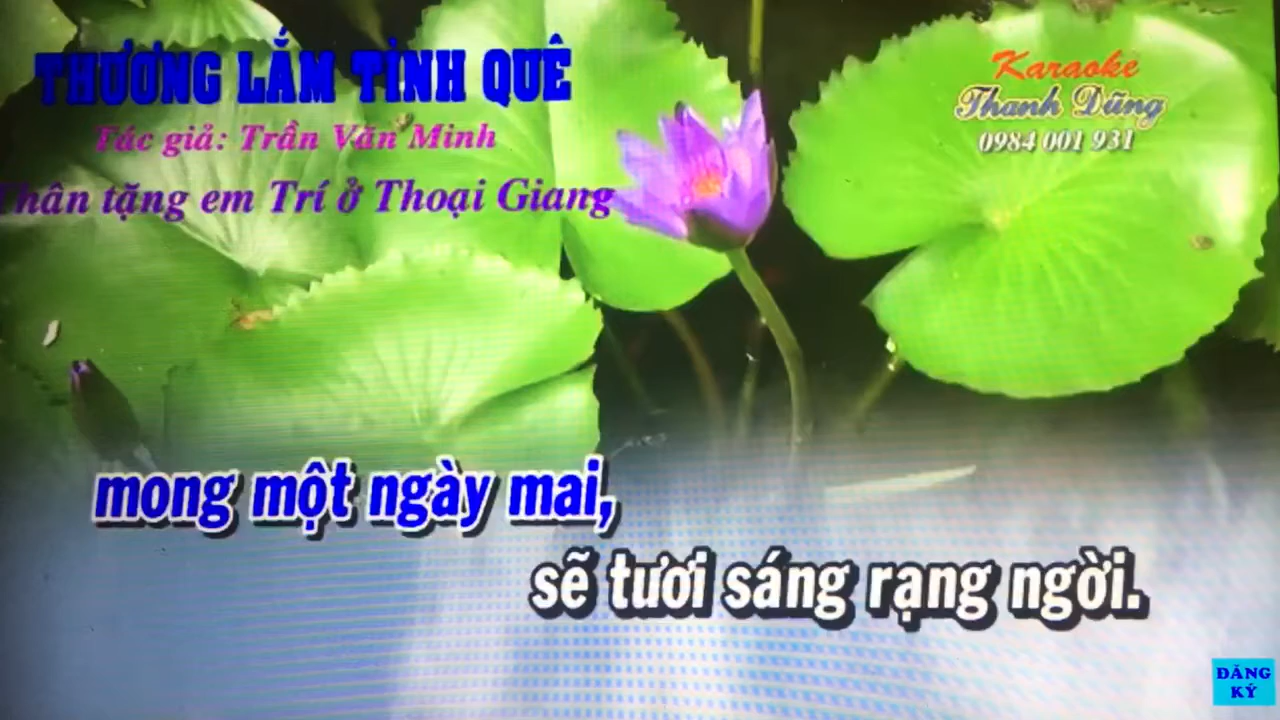 THƯƠNG LẮM TÌNH QUÊ
Tác giả: Trần Văn Minh
Thân tặng em Trí ở Thoại Giang
Karaoke
Thanh Dũng
0984 001 931
mong một ngày mai,
sẽ tươi sáng rạng ngời.
ĐĂNG
KÝ